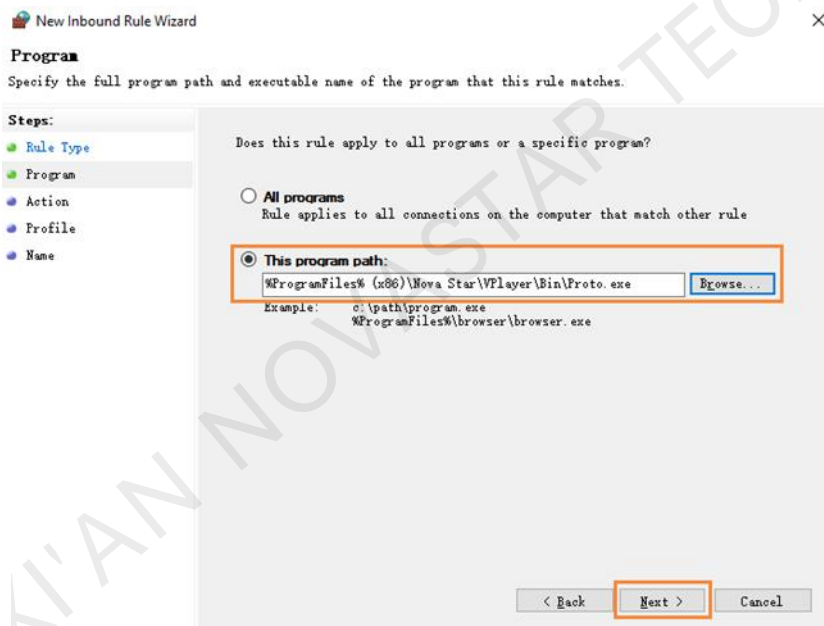 New Inbound Rule Wizard
Program
Specify the full program path and executable name of the program that this rule matches.
Steps:
Rule Type
Program
Action
Profile
Name
Does this rule apply to all programs or a specific program?
All programs
Rule applies to all connections on the computer that match other rule
This program path:
%ProgramFiles% (x86)\Nova Star\VPlayer\Bin\Proto.exe
Browse...
Example: c:\path\program.exe
%ProgramFiles%\browser\browser.exe
< Back
Next >
Cancel
XI'AN NOVASTAR TECH